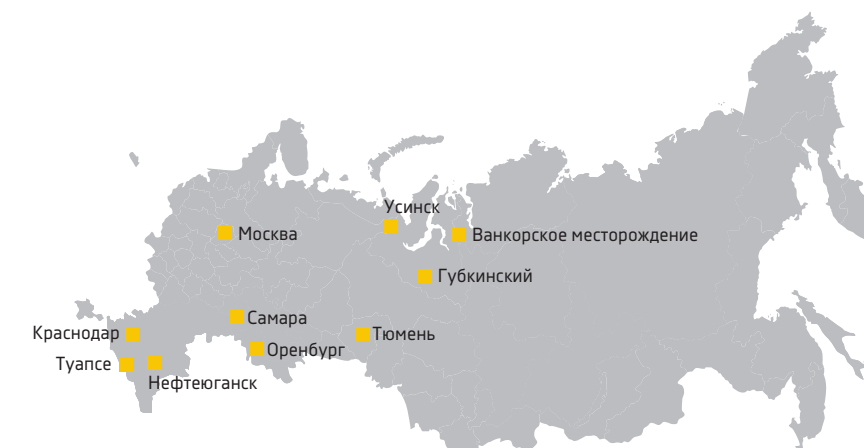 Усинск
Москва
Ванкорское месторождение
Губкинский
Самара
Краснодар
Тюмень
Оренбург
Туапсе
Нефтеюганск